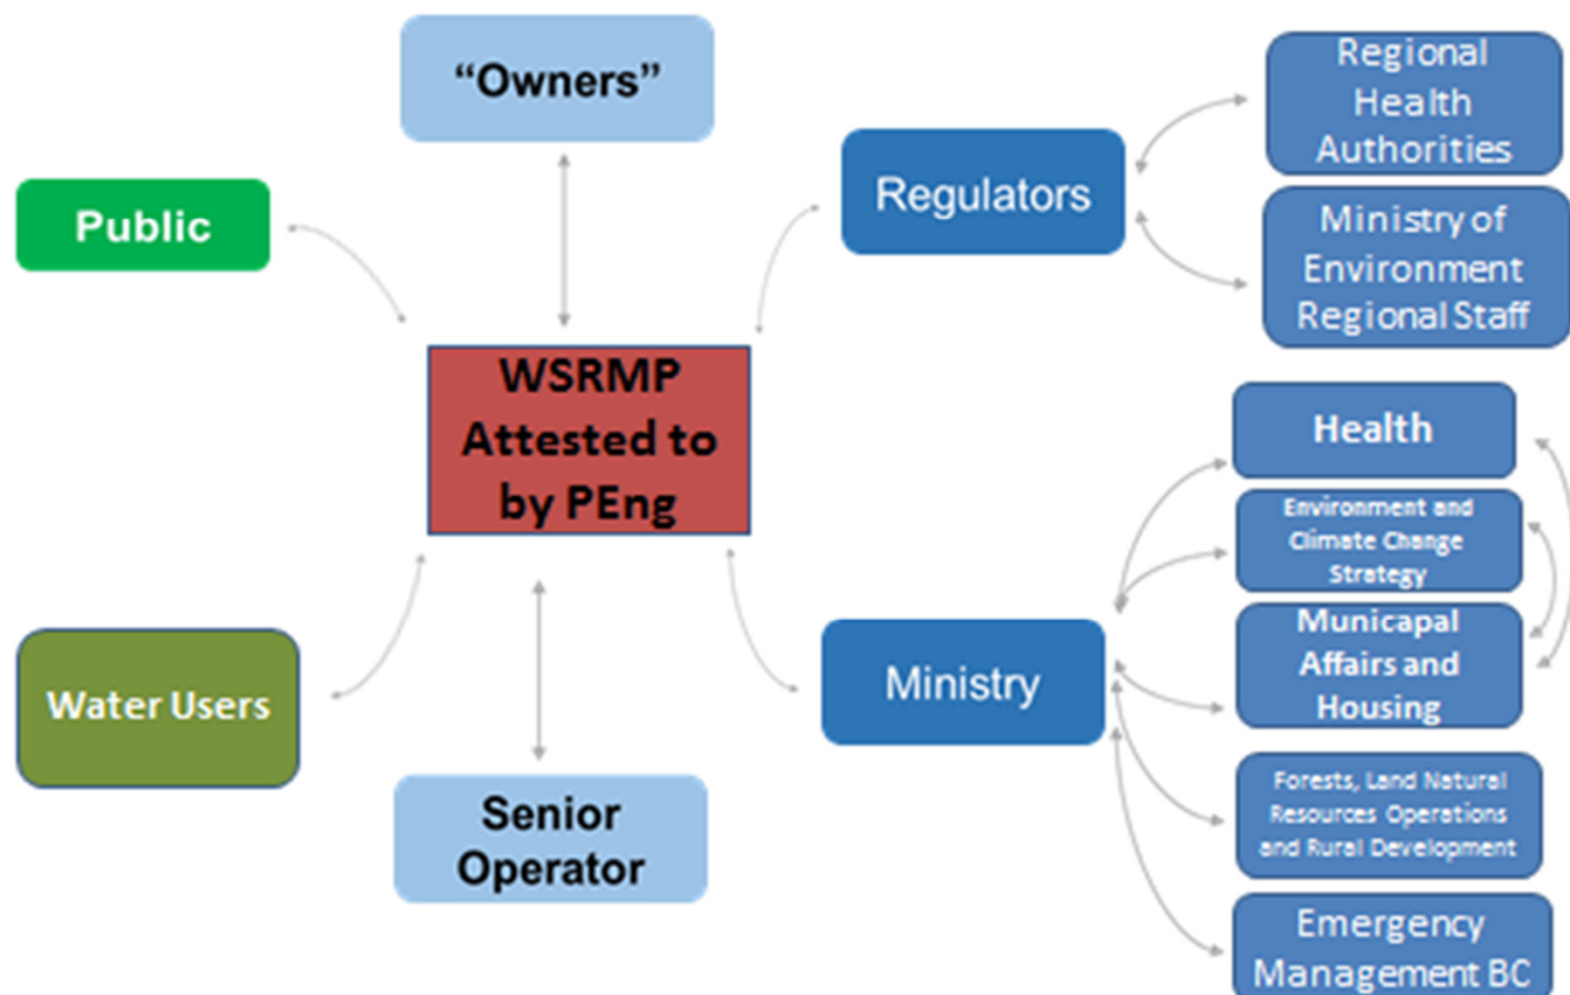 “Owners”
Public
Regulators
Regional
Health
Authorities
Ministry of
Environment
Regional Staff
WSRMP
Attested to
by PEng
Health
Environment and
Climate Change
Strategy
Municapal
Affairs and
Housing
Water Users
Ministry
Senior
Operator
Forests, Land Natural
Resources Operations
and Rural Development
Emergency
Management BC